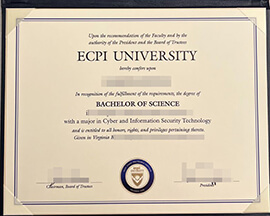 Upon the recommendation of the Faculty and by the
authority of the President and the Board of Trustees
ECPI UNIVERSITY
hereby confers upon
In recognition of the fulfillment of the requirements, the degree of
BACHELOR OF SCIENCE
with a major in Cyber and Information Security Technology
and is entitled to all honors, rights, and privileges pertaining thereto.
Given in Virginia
Chairman, Board of Trustees
President